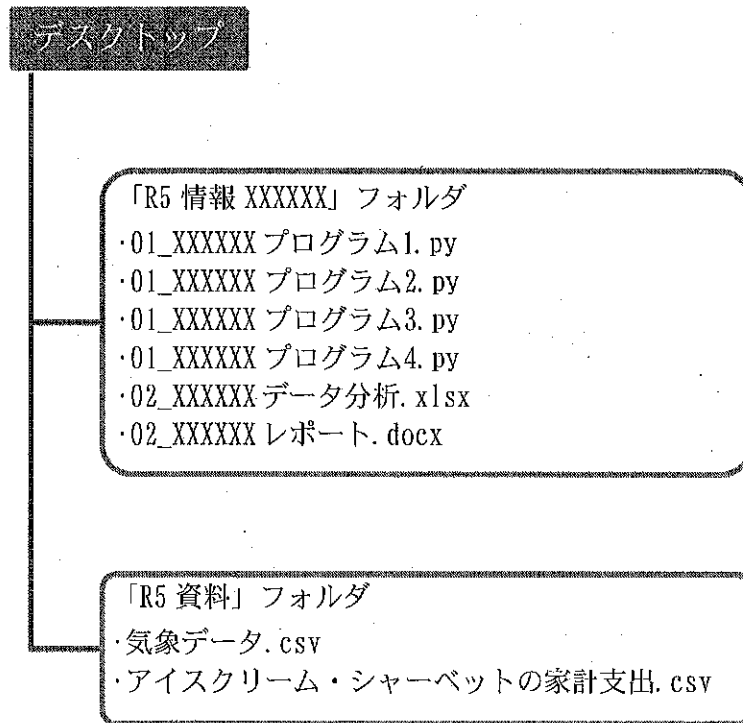 デスクトップ
「R5 情報 XXXXXX」フォルダ
·01_XXXXXX プログラム1.py
·01_XXXXXX プログラム2.py
·01_XXXXXX プログラム3.py
·01_XXXXXX プログラム4.py
·02_XXXXXX データ分析.xlsx
·02_XXXXXX レポート.docx
「R5 資料」フォルダ
·気象データ.csv
·アイスクリーム・シャーベットの家計支出.csv